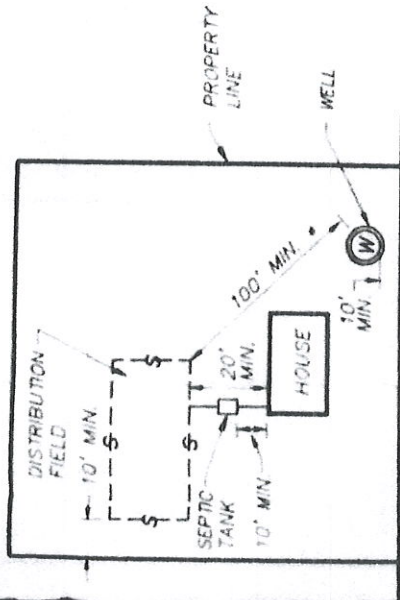 DISTRIBUTION
FIELD
10' MIN.
S
S
S
S
SEPTIC
TANK
10' MIN.
20'
MIN.
HOUSE
100' MIN.
10'
MIN.
W
PROPERTY
LINE
WELL